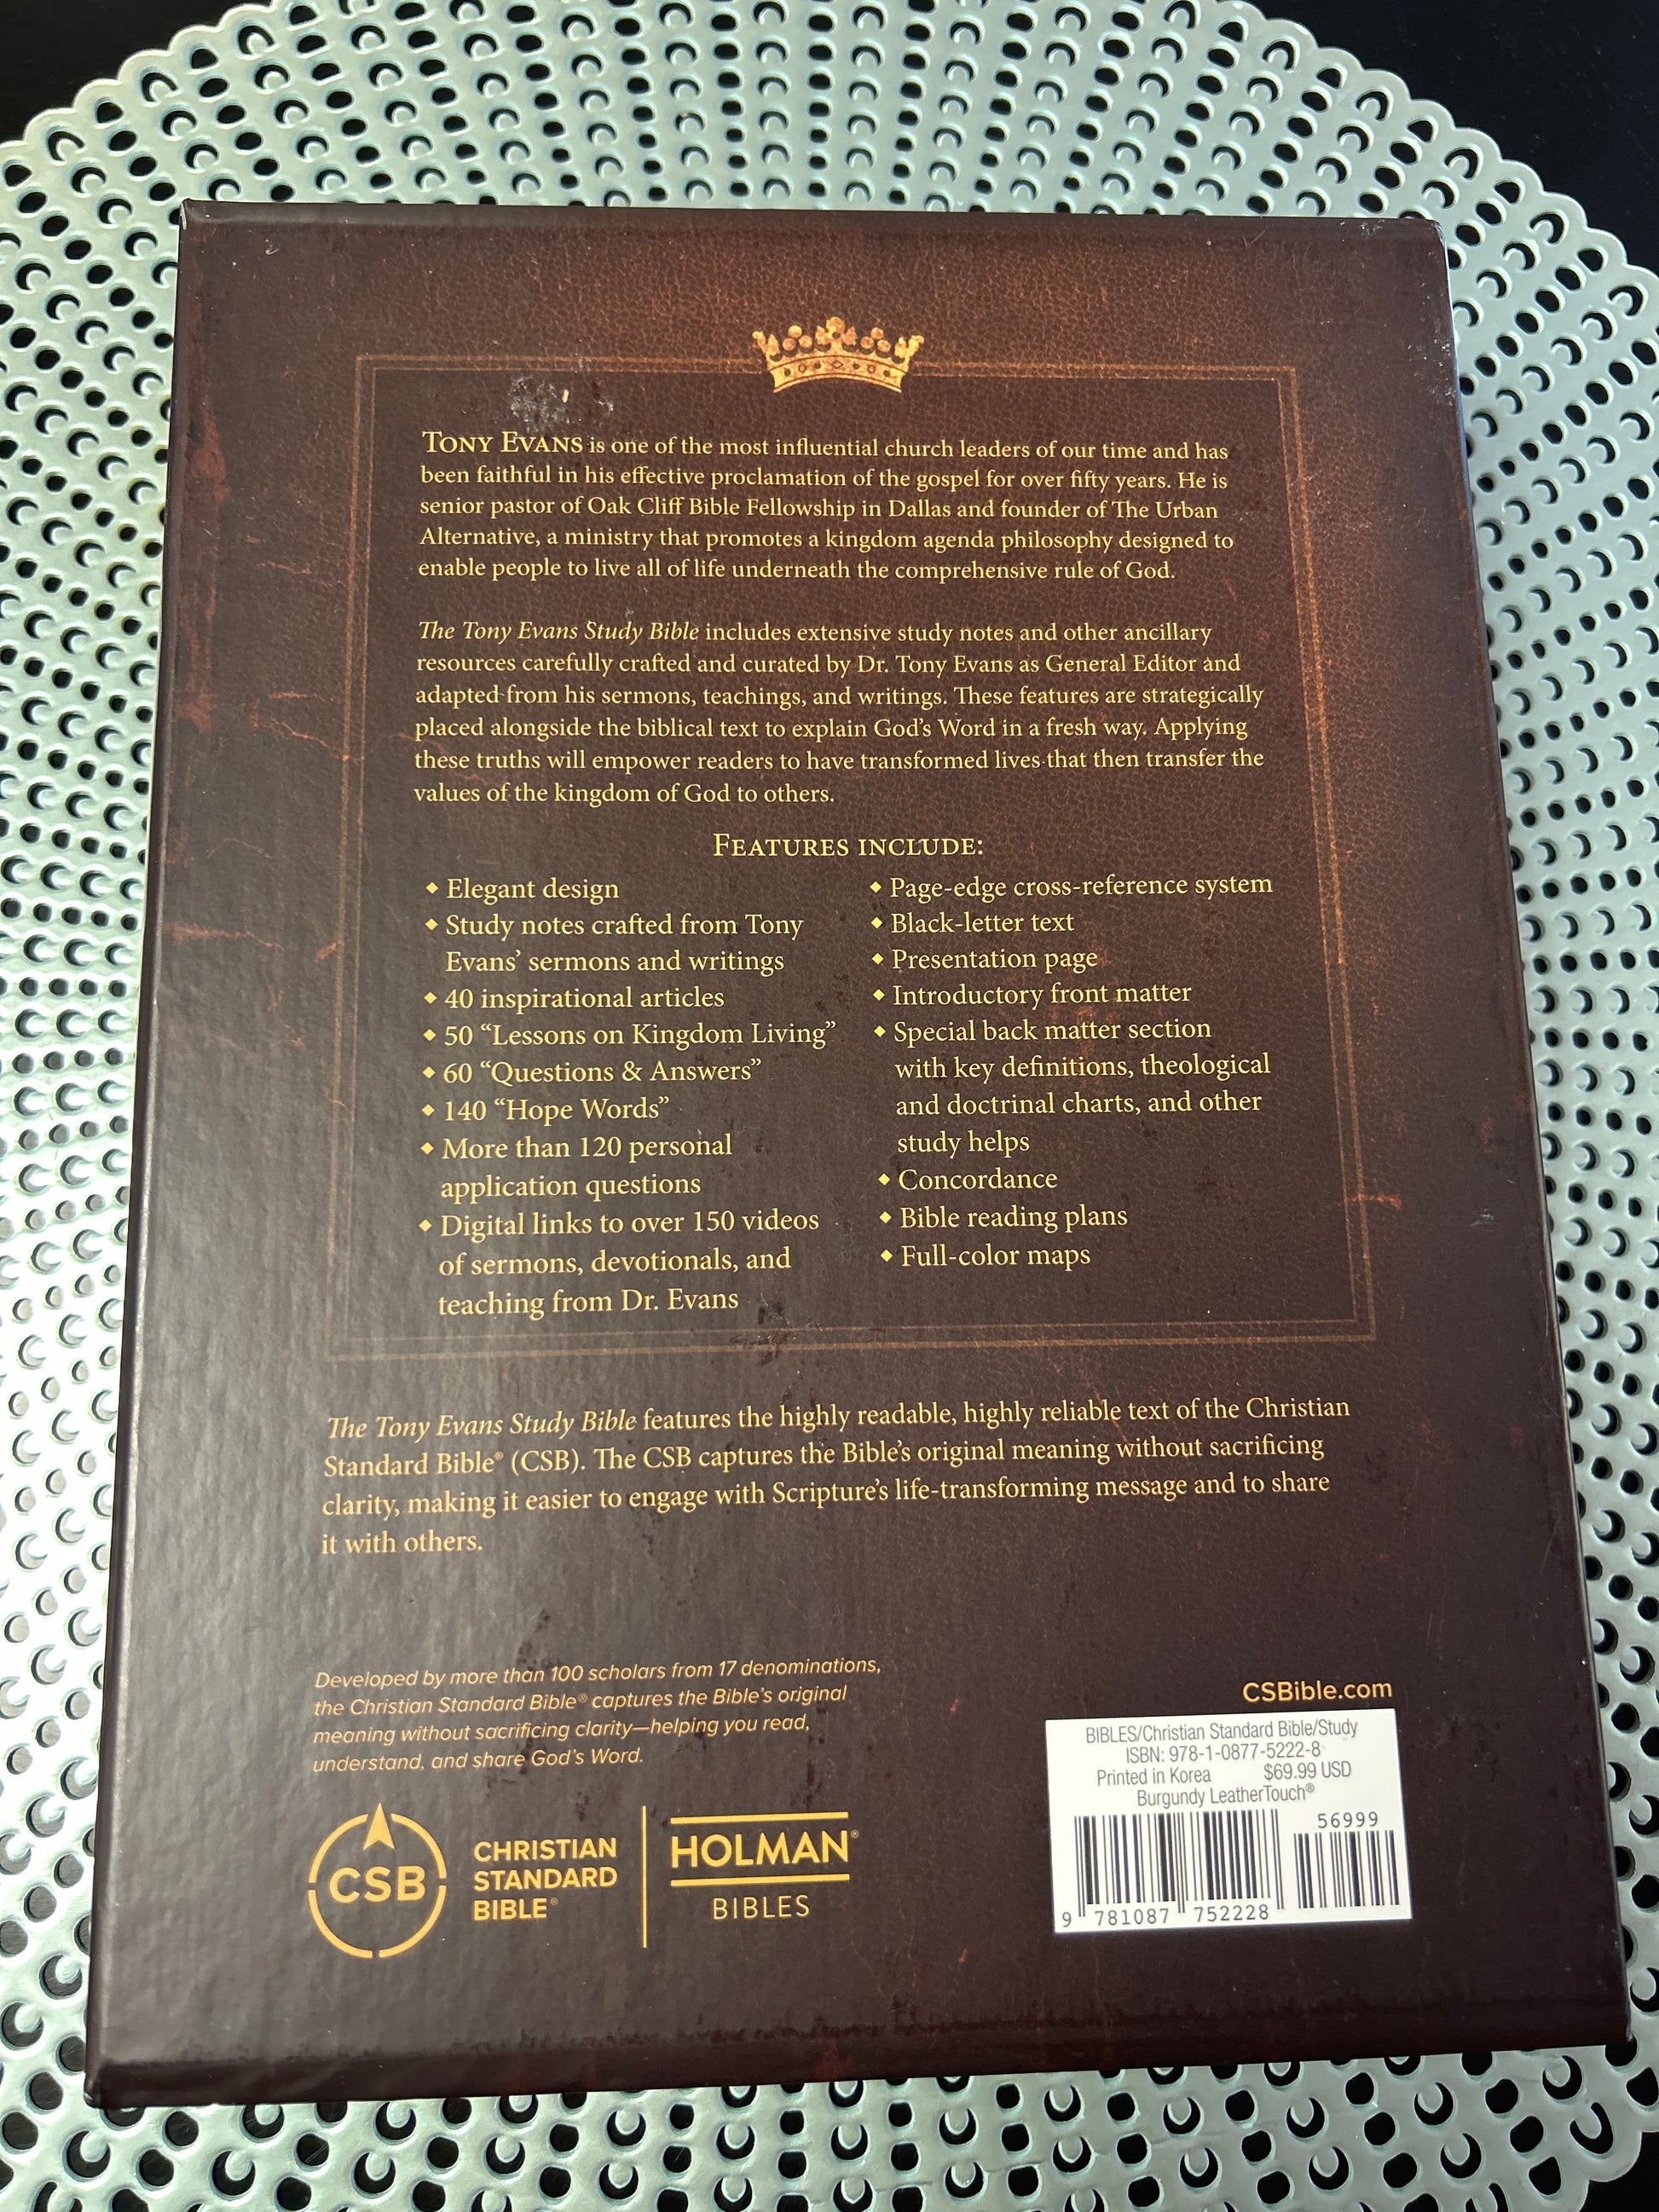 TONY EVANS is one of the most influential church leaders of our time and has
been faithful in his effective proclamation of the gospel for over fifty years. He is
senior pastor of Oak Cliff Bible Fellowship in Dallas and founder of The Urban
Alternative, a ministry that promotes a kingdom agenda philosophy designed to
enable people to live all of life underneath the comprehensive rule of God.
The Tony Evans Study Bible includes extensive study notes and other ancillary
resources carefully crafted and curated by Dr. Tony Evans as General Editor and
adapted from his sermons, teachings, and writings. These features are strategically
placed alongside the biblical text to explain God's Word in a fresh way. Applying
these truths will empower readers to have transformed lives that then transfer the
values of the kingdom of God to others.
FEATURES INCLUDE:
◆ Elegant design
◆ Study notes crafted from Tony
Evans' sermons and writings
◆ 40 inspirational articles
◆ 50 “Lessons on Kingdom Living”
◆ 60 “Questions & Answers”
◆ 140 “Hope Words”
◆ More than 120 personal
application questions
◆ Digital links to over 150 videos
of sermons, devotionals, and
teaching from Dr. Evans
◆ Page-edge cross-reference system
◆ Black-letter text
◆ Presentation page
◆ Introductory front matter
◆ Special back matter section
with key definitions, theological
and doctrinal charts, and other
study helps
◆ Concordance
◆ Bible reading plans
◆ Full-color maps
The Tony Evans Study Bible features the highly readable, highly reliable text of the Christian
Standard Bible® (CSB). The CSB captures the Bible's original meaning without sacrificing
clarity, making it easier to engage with Scripture's life-transforming message and to share
it with others.
Developed by more than 100 scholars from 17 denominations,
the Christian Standard Bible® captures the Bible's original
meaning without sacrificing clarity—helping you read,
understand, and share God's Word.
CSB
CHRISTIAN
STANDARD
BIBLE®
HOLMAN®
BIBLES
CSBible.com
BIBLES/Christian Standard Bible/Study
ISBN: 978-1-0877-5222-8
Printed in Korea $69.99 USD
Burgundy LeatherTouch®
56999
9 781087 752228